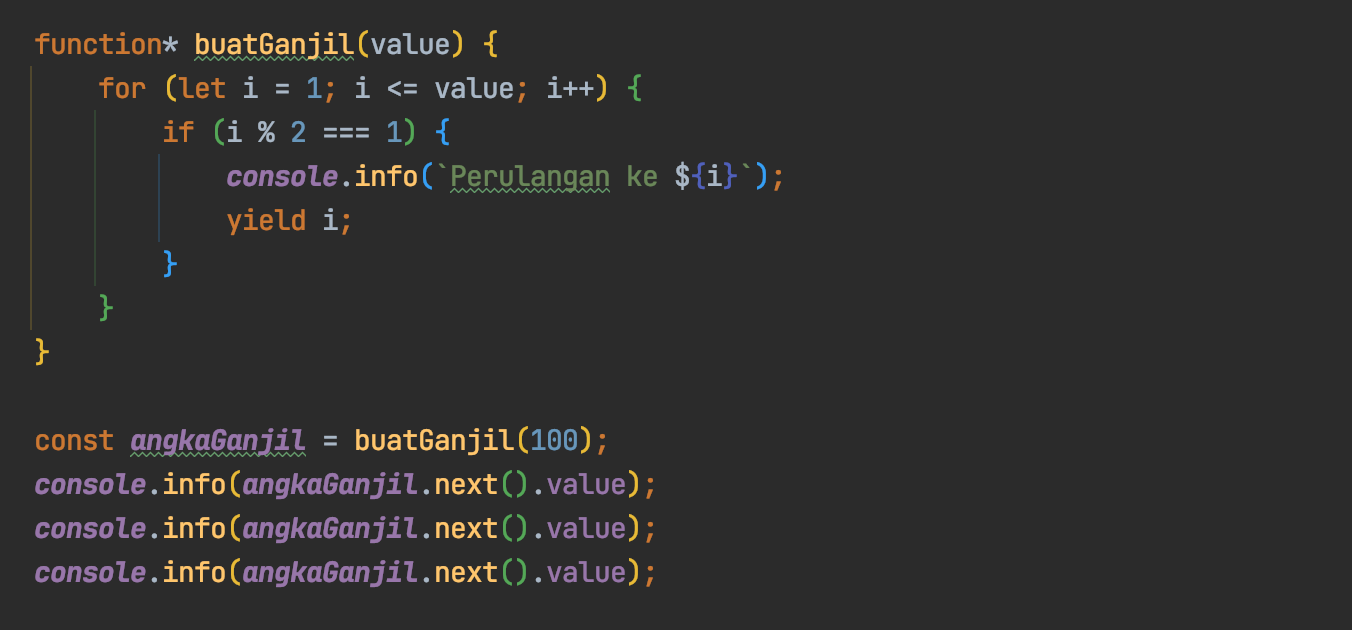 function* buatGanjil(value) {
    for (let i = 1; i <= value; i++) {
        if (i % 2 === 1) {
            console.info(`Perulangan ke ${i}`);
            yield i;
        }
    }
}

const angkaGanjil = buatGanjil(100);
console.info(angkaGanjil.next().value);
console.info(angkaGanjil.next().value);
console.info(angkaGanjil.next().value);